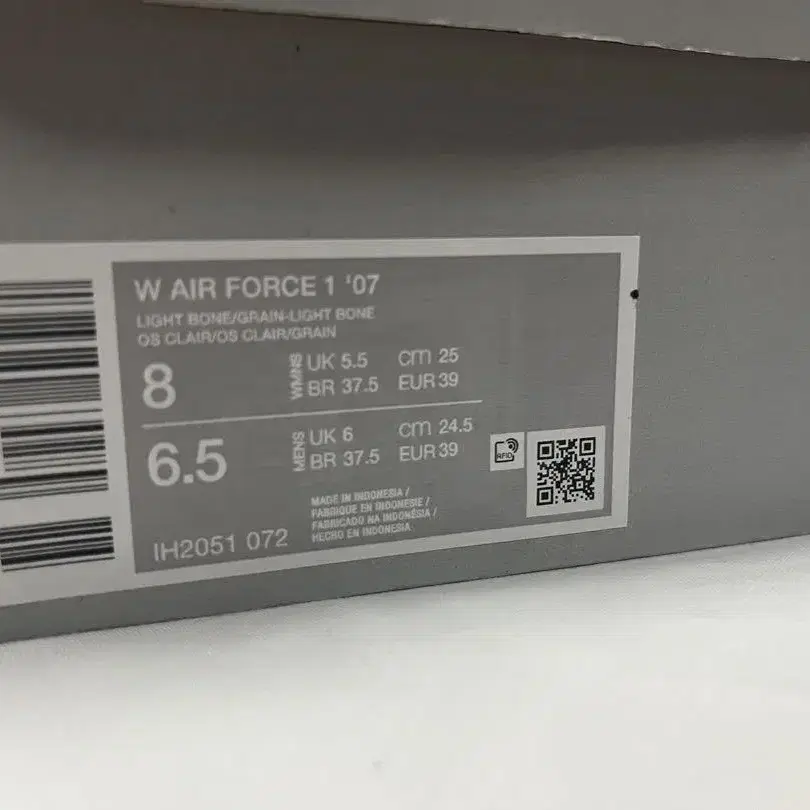 W AIR FORCE 1 '07
LIGHT BONE/GRAIN-LIGHT BONE
OS CLAIR/OS CLAIR/GRAIN
8 WMNS UK 5.5 cm 25
BR 37.5 EUR 39
6.5 MENS UK 6 cm 24.5
BR 37.5 EUR 39
RFID
MADE IN INDONESIA /
FABRIQUE EN INDONESIE /
FABRICADO NA INDONÉSIA /
HECHO EN INDONESIA
IH2051 072